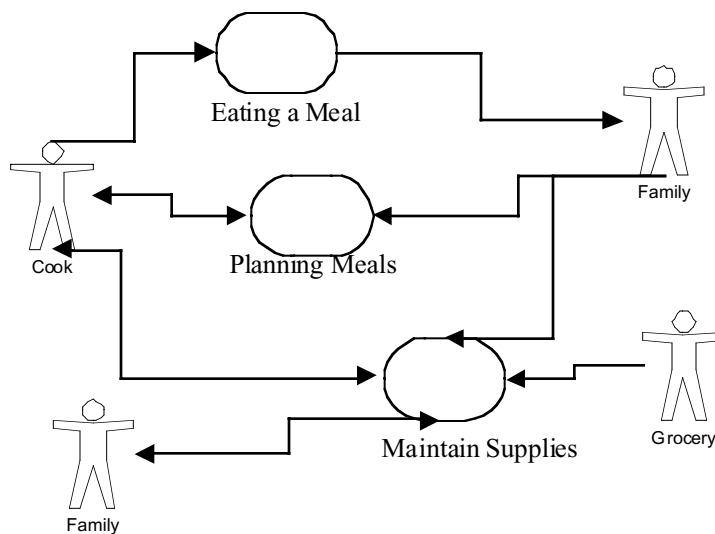 Eating a Meal
Family
Planning Meals
Cook
Grocery
Maintain Supplies
Family